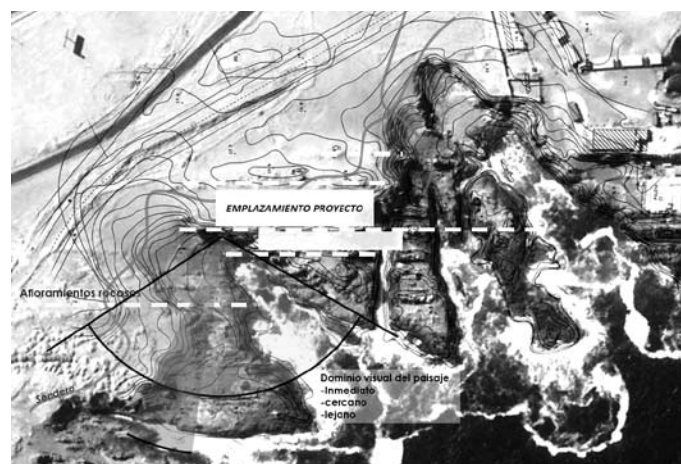 EMPLAZAMIENTO PROYECTO
Afloramientos rocosos
Sendero
Dominio visual del paisaje
-Inmediato
-cercano
-lejano